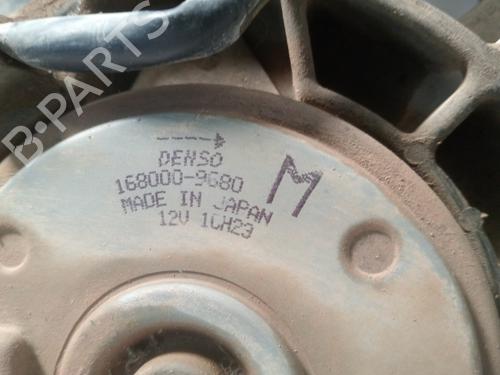 B-PARTS
DENSO
168000-9680
M
MADE IN JAPAN
12V 1CH23